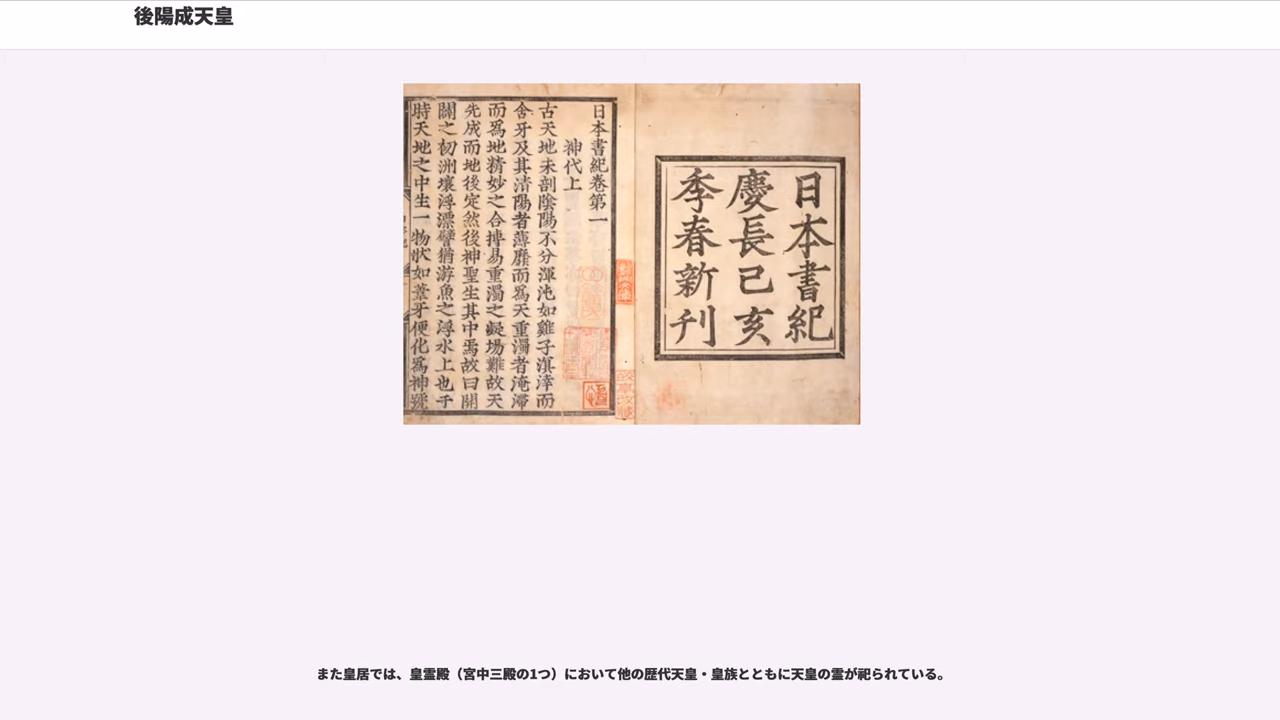 後陽成天皇
日本書紀
慶長己亥
季春新刊
日本書紀卷第一
神代上
古天地未剖陰陽不分渾沌如雞子溟涬而
含牙及其清陽者薄靡而爲天重濁者淹滯
而爲地精妙之合摶易重濁之凝場難故天
先成而地後定然後神聖生其中焉故曰開
闢之初洲壤浮漂譬猶游魚之浮水上也于
時天地之中生一物狀如葦牙便化爲神號
また皇居では、皇霊殿（宮中三殿の1つ）において他の歴代天皇・皇族とともに天皇の霊が祀られている。